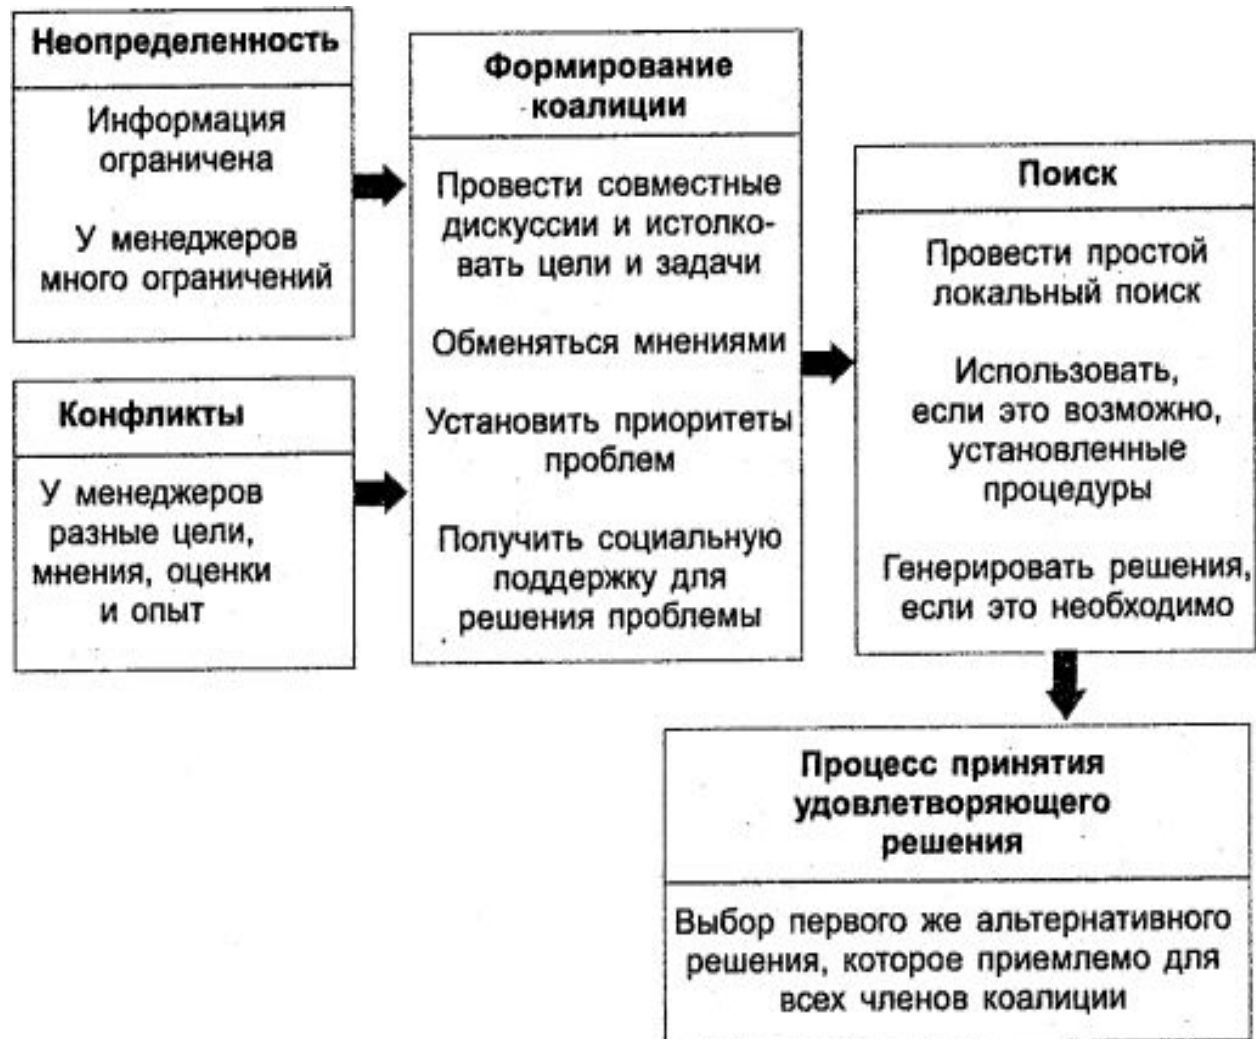 Неопределенность
Информация
ограничена
У менеджеров
много ограничений
Конфликты
У менеджеров
разные цели,
мнения, оценки
и опыт
Формирование
коалиции
Провести совместные
дискуссии и истолко-
вать цели и задачи
Обменяться мнениями
Установить приоритеты
проблем
Получить социальную
поддержку для
решения проблемы
Поиск
Провести простой
локальный поиск
Использовать,
если это возможно,
установленные
процедуры
Генерировать решения,
если это необходимо
Процесс принятия
удовлетворяющего
решения
Выбор первого же альтернативного
решения, которое приемлемо для
всех членов коалиции